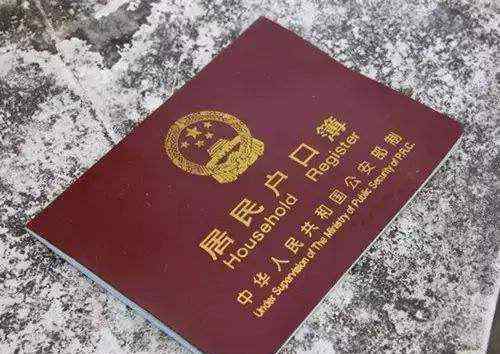 居民户口簿
Household Register
中华人民共和国公安部制
Under Supervision of The Ministry of Public Security of P.R.C.